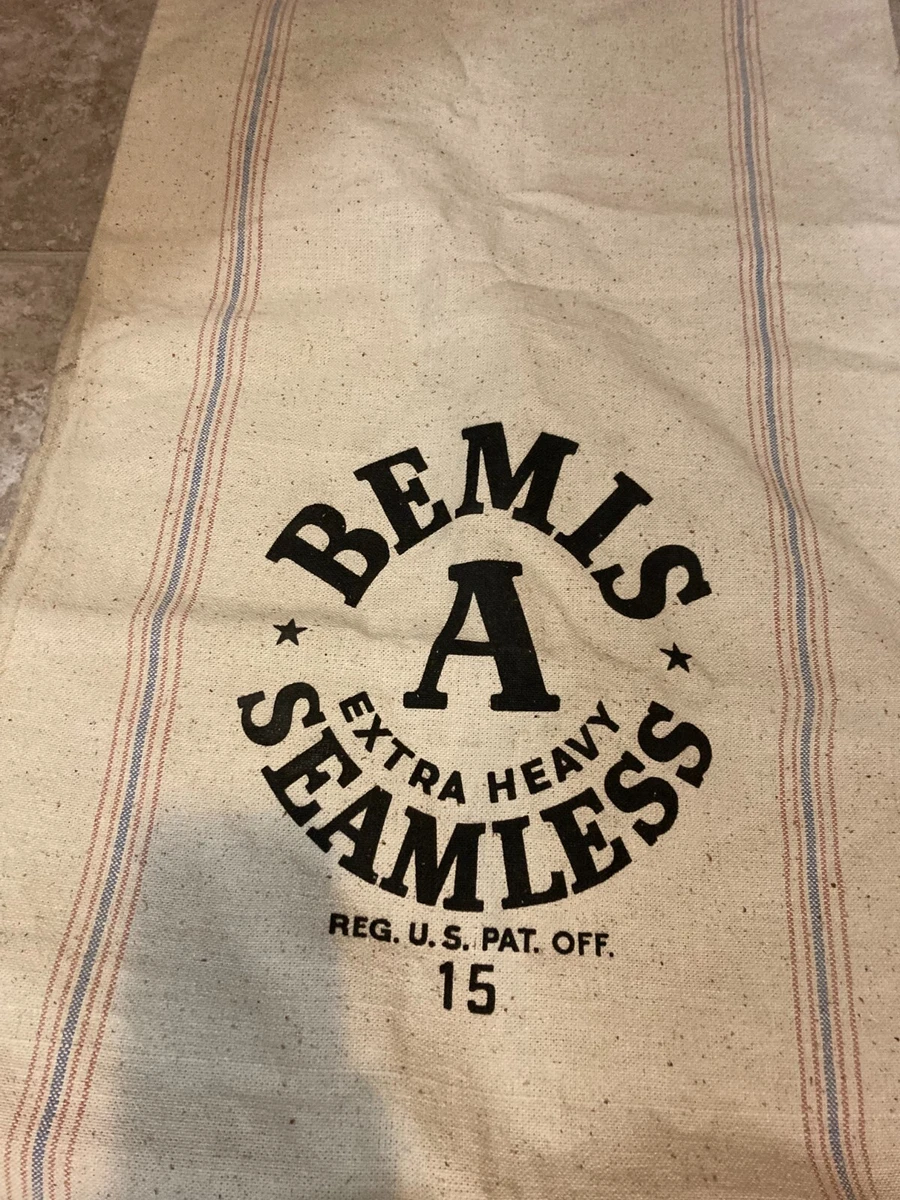 BEMIS
A
EXTRA HEAVY
SEAMLESS
REG. U.S. PAT. OFF.
15